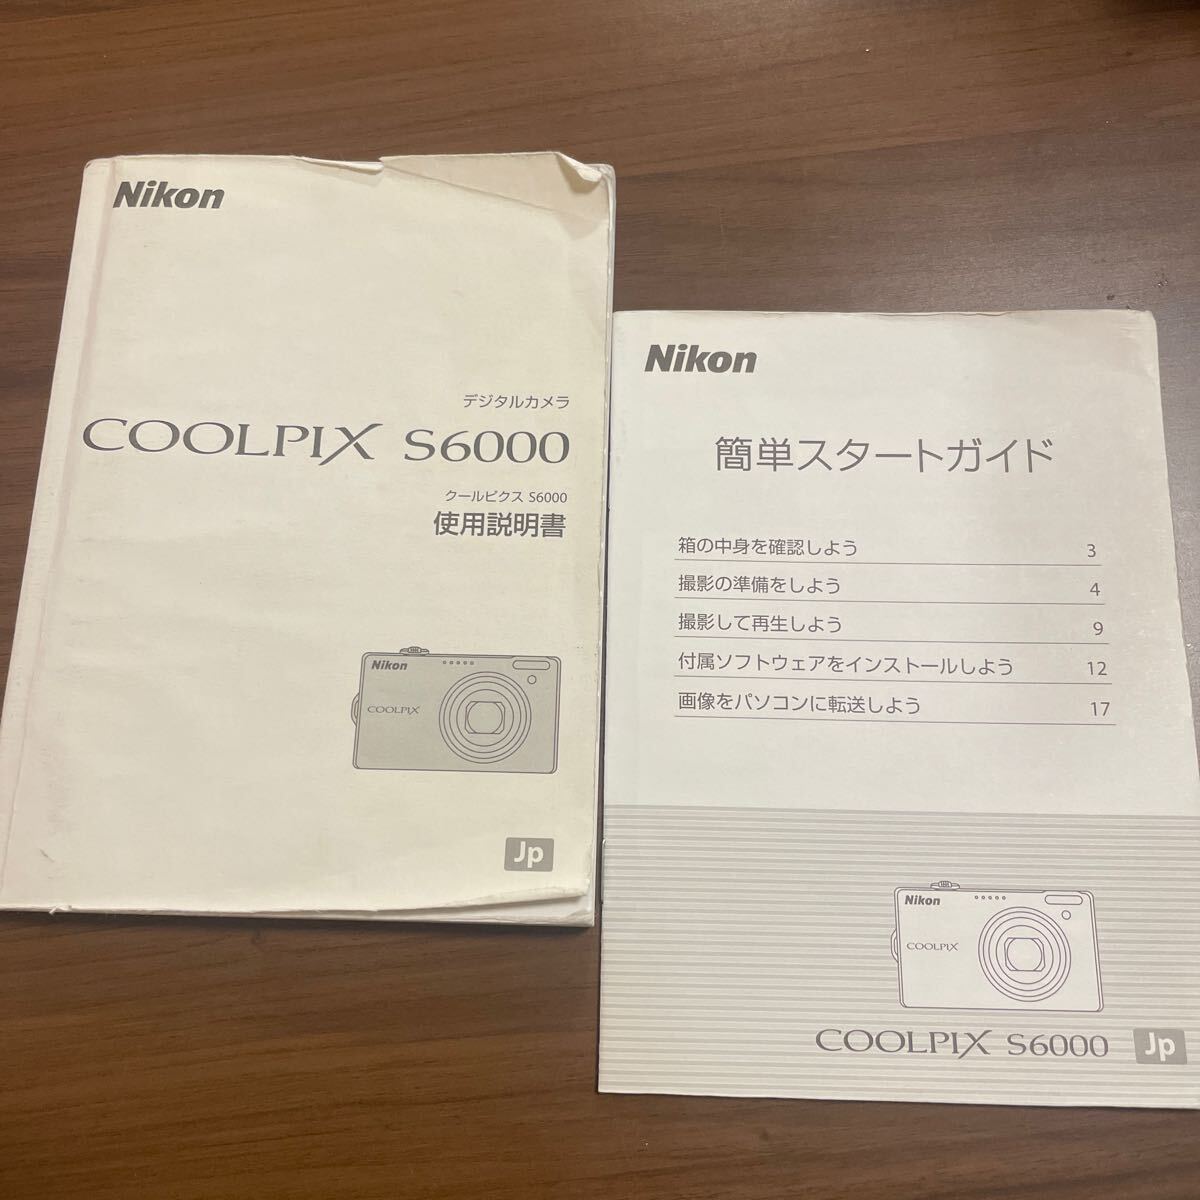 Nikon
デジタルカメラ
COOLPIX S6000
クールピクス S6000
使用説明書
Nikon
COOLPIX
Jp
Nikon
簡単スタートガイド
箱の中身を確認しよう 3
撮影の準備をしよう 4
撮影して再生しよう 9
付属ソフトウェアをインストールしよう 12
画像をパソコンに転送しよう 17
Nikon
COOLPIX
COOLPIX S6000 Jp